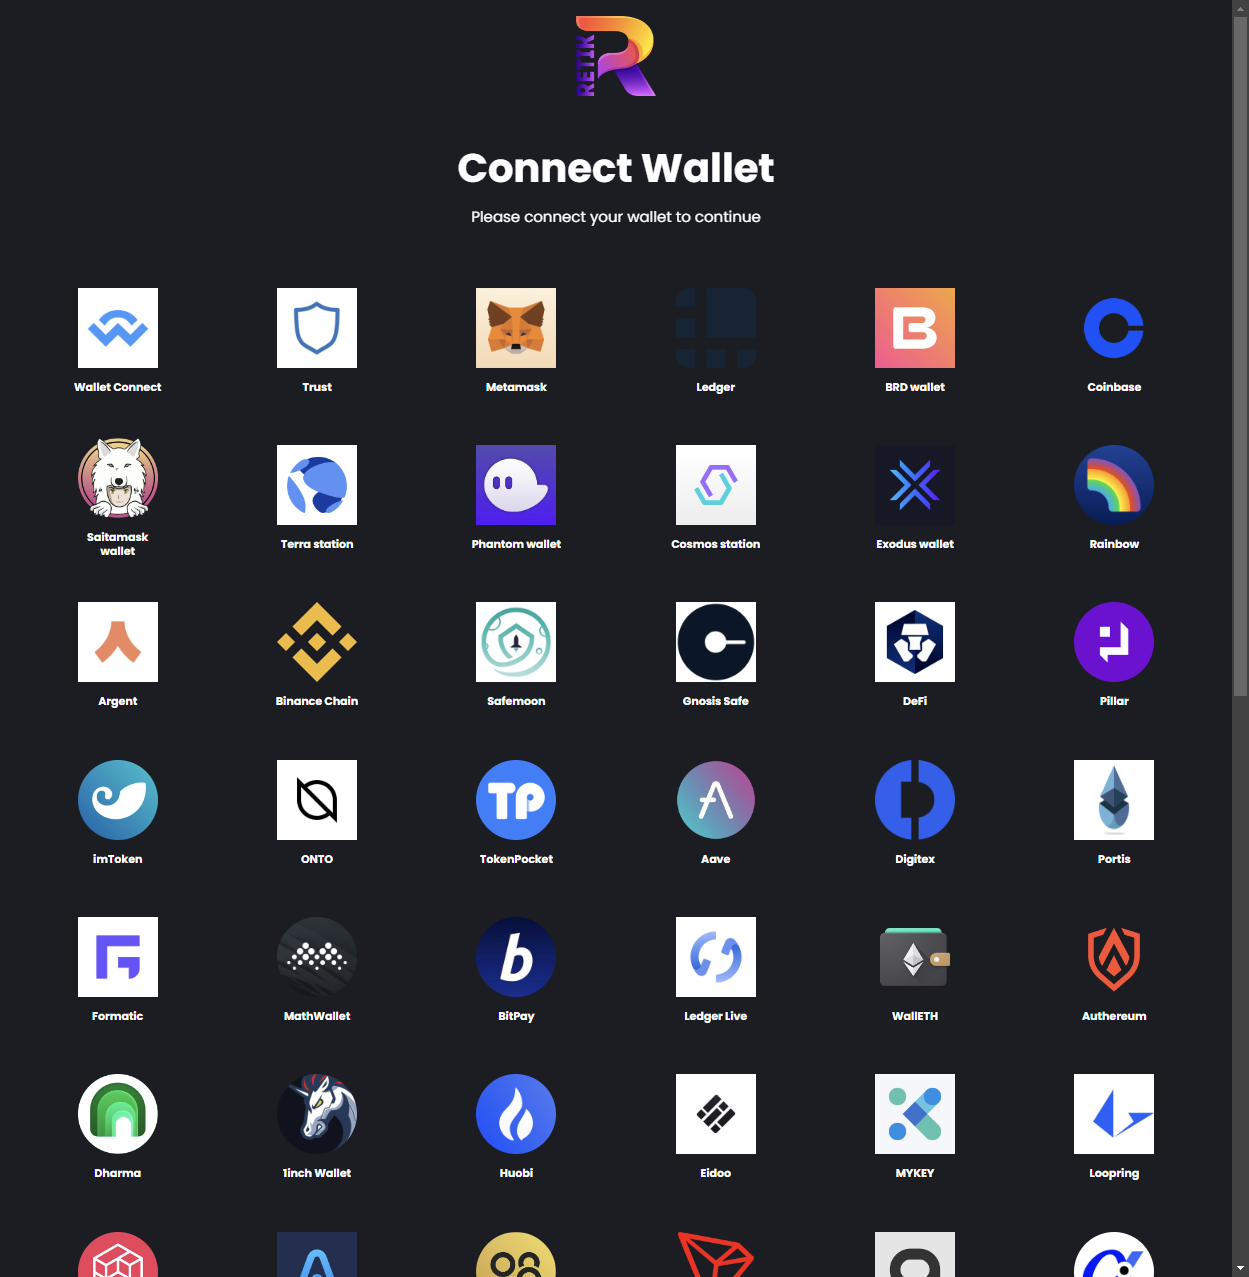 RETIK
Connect Wallet
Please connect your wallet to continue
Wallet Connect
Trust
Metamask
Ledger
B
BRD wallet
Coinbase
Saitamask
wallet
Terra station
Phantom wallet
Cosmos station
Exodus wallet
Rainbow
Argent
Binance Chain
Safemoon
Gnosis Safe
DeFi
Pillar
imToken
ONTO
TP
TokenPocket
Aave
Digitex
Portis
Formatic
MathWallet
b
BitPay
Ledger Live
WallETH
Authereum
Dharma
1inch Wallet
Huobi
Eidoo
MYKEY
Loopring